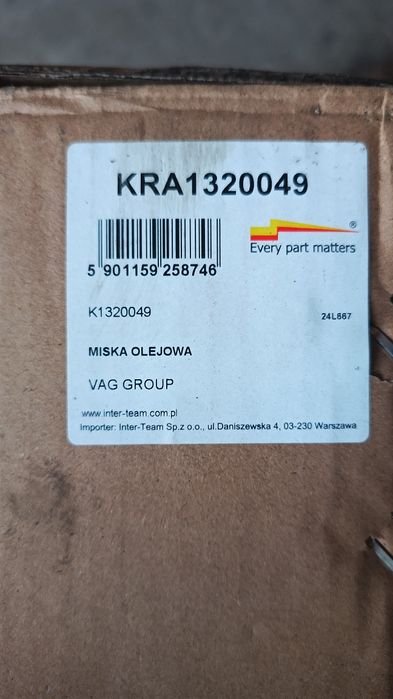 KRA1320049
®
Every part matters
5 901159 258746
K1320049
24L667
MISKA OLEJOWA
VAG GROUP
www.inter-team.com.pl
Importer: Inter-Team Sp.z o.o., ul.Daniszewska 4, 03-230 Warszawa